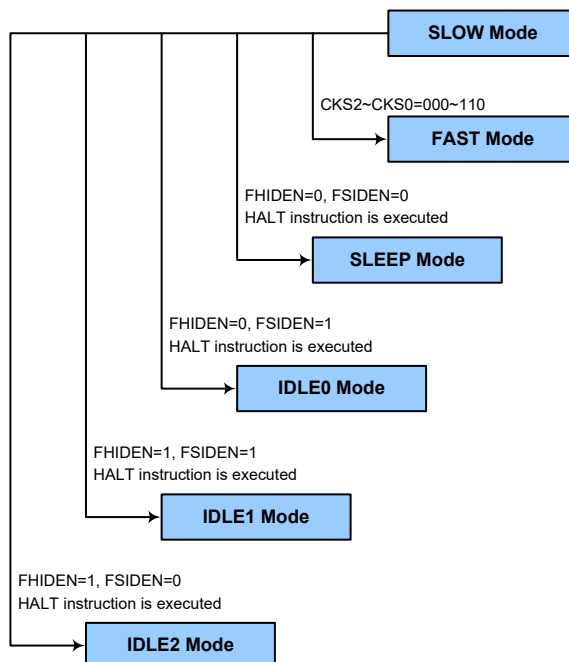 SLOW Mode
CKS2~CKS0=000~110
FAST Mode
FHIDEN=0, FSIDEN=0
HALT instruction is executed
SLEEP Mode
FHIDEN=0, FSIDEN=1
HALT instruction is executed
IDLE0 Mode
FHIDEN=1, FSIDEN=1
HALT instruction is executed
IDLE1 Mode
FHIDEN=1, FSIDEN=0
HALT instruction is executed
IDLE2 Mode